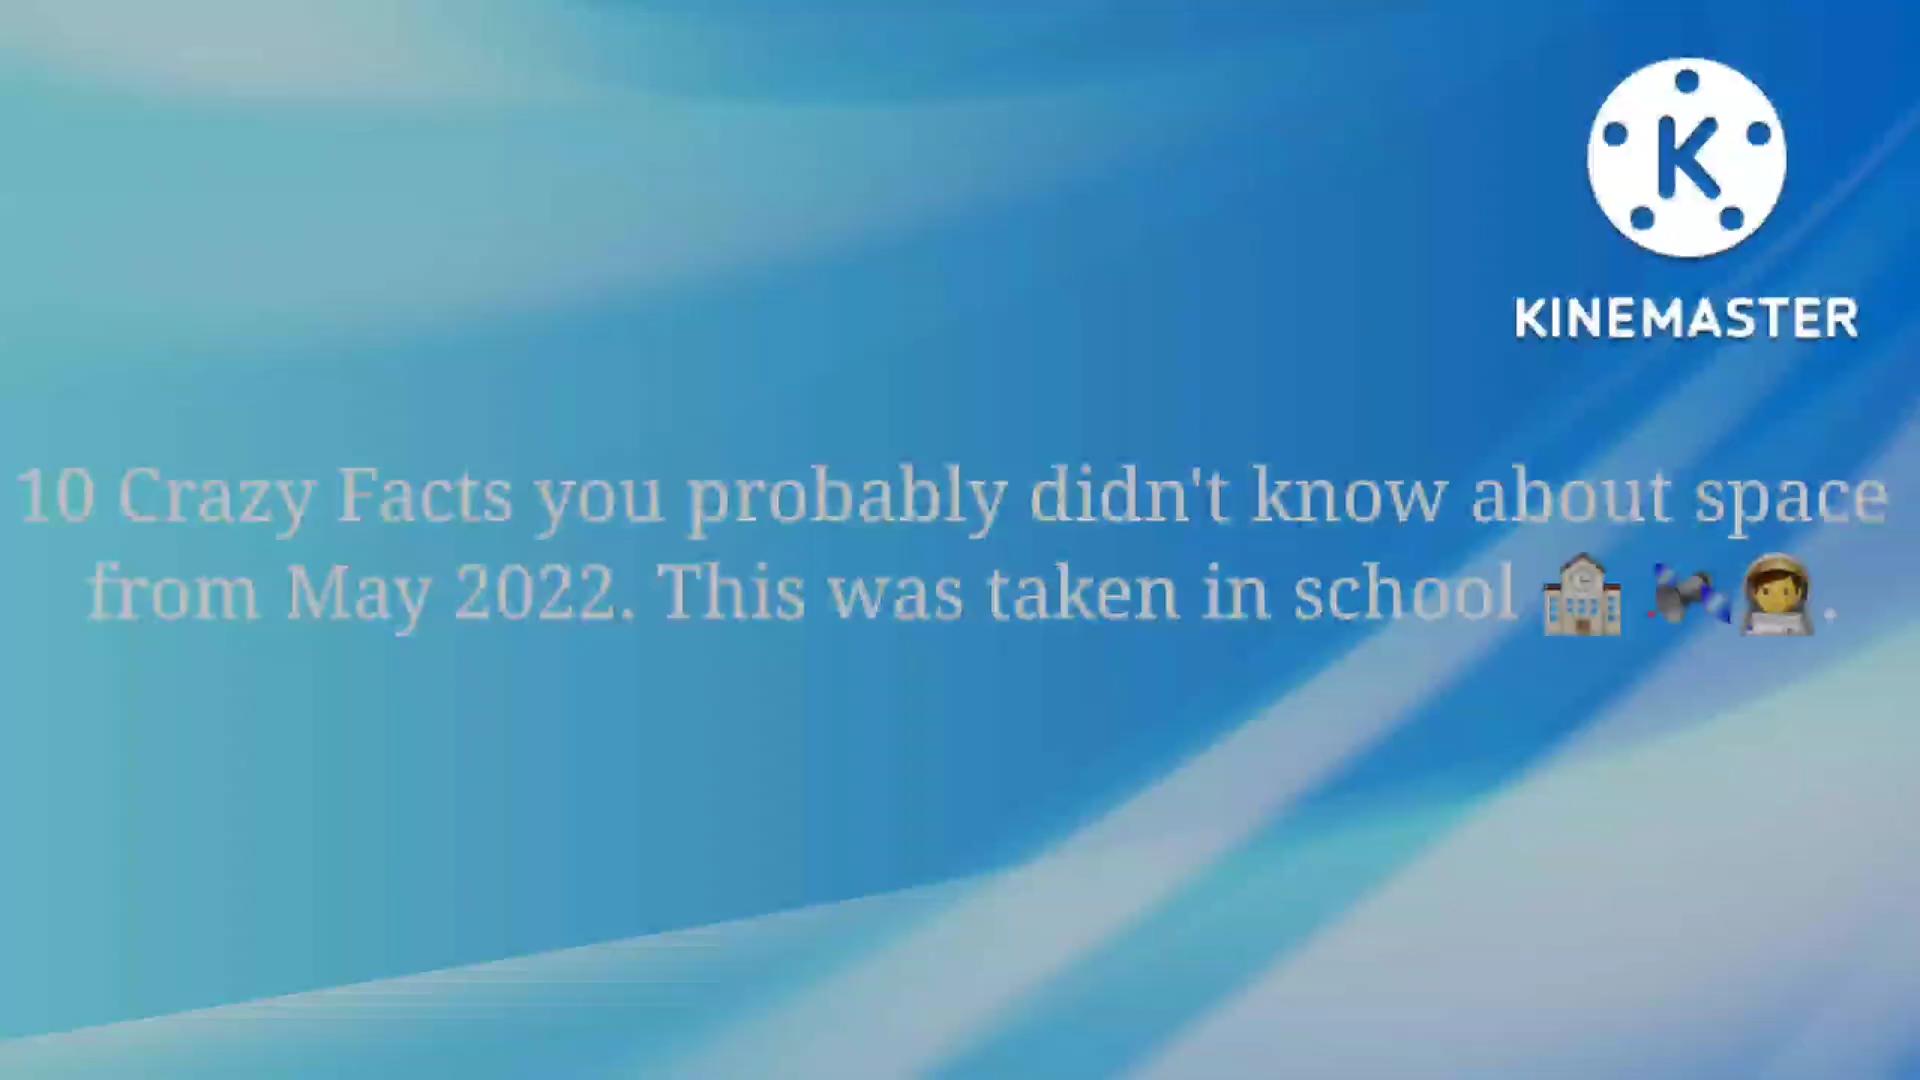 K
KINEMASTER
10 Crazy Facts you probably didn't know about space
from May 2022. This was taken in school 🏫 🛰️👩‍🚀.